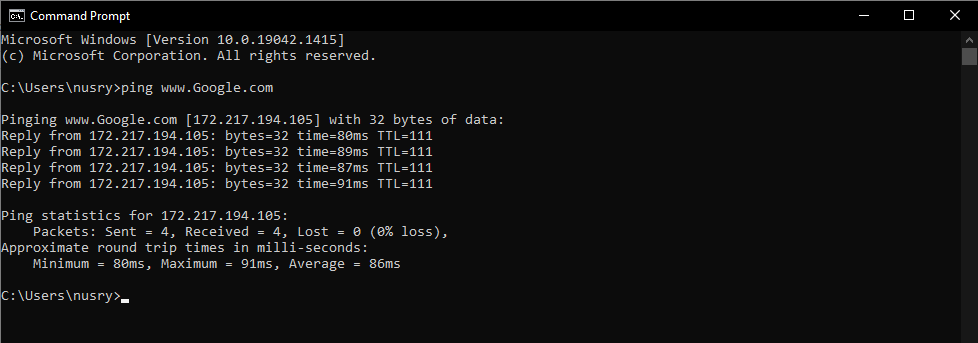 Command Prompt
Microsoft Windows [Version 10.0.19042.1415]
(c) Microsoft Corporation. All rights reserved.
C:\Users\nusry>ping www.Google.com
Pinging www.Google.com [172.217.194.105] with 32 bytes of data:
Reply from 172.217.194.105: bytes=32 time=80ms TTL=111
Reply from 172.217.194.105: bytes=32 time=89ms TTL=111
Reply from 172.217.194.105: bytes=32 time=87ms TTL=111
Reply from 172.217.194.105: bytes=32 time=91ms TTL=111
Ping statistics for 172.217.194.105:
    Packets: Sent = 4, Received = 4, Lost = 0 (0% loss),
Approximate round trip times in milli-seconds:
    Minimum = 80ms, Maximum = 91ms, Average = 86ms
C:\Users\nusry>